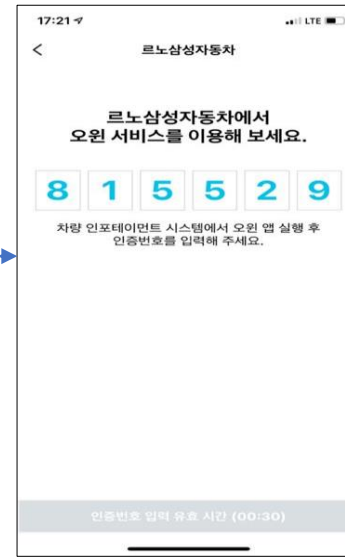 17:21
LTE
르노삼성자동차
르노삼성자동차에서
오윈 서비스를 이용해 보세요.
8 1 5 5 2 9
차량 인포테이먼트 시스템에서 오윈 앱 실행 후
인증번호를 입력해 주세요.
인증번호 입력 유효 시간 (00:30)